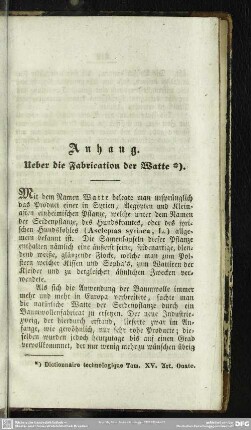 Anhang.
Ueber die Fabrication der Watte *).
Mit dem Namen Watte belegte man ursprünglich
das Product einer in Syrien, Aegypten und Klein-
asien einheimischen Pflanze, welche unter dem Namen
der Seidenpflanze, des Hundskrautes, oder des syri-
schen Hundskohles (Asclepias syriaca, L.) allge-
mein bekannt ist. Die Samenkapseln dieser Pflanze
enthalten nämlich eine äußerst feine, seidenartige, blen-
dend weiße, glänzende Flocke, welche man zum Pol-
stern weicher Kissen und Sopha's, zum Wattiren der
Kleider und zu dergleichen ähnlichen Zwecken ver-
wendete.
Als sich die Anwendung der Baumwolle immer
mehr und mehr in Europa verbreitete, suchte man
die natürliche Watte der Seidenpflanze durch ein
Baumwollenfabricat zu ersetzen. Der neue Industrie-
zweig, der hierdurch entstand, lieferte zwar im An-
fange, wie gewöhnlich, nur sehr rohe Producte; die-
selben wurden jedoch heutzutage bis auf einen Grad
vervollkommnet, der nur wenig mehr zu wünschen übrig
*) Dictionnaire technologique Tom. XV. Art. Ouate.